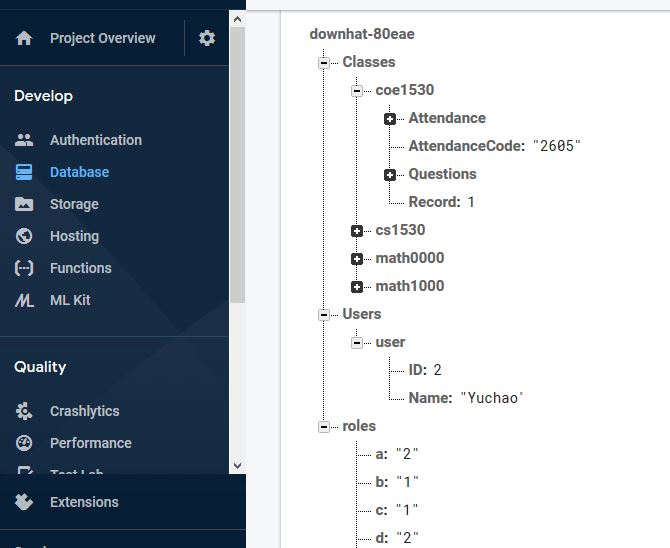 Project Overview
Develop
Authentication
Database
Storage
Hosting
Functions
ML Kit
Quality
Crashlytics
Performance
Test Lab
Extensions
downhat-80eae
Classes
coe1530
Attendance
AttendanceCode: "2605"
Questions
Record: 1
cs1530
math0000
math1000
Users
user
ID: 2
Name: "Yuchao"
roles
a: "2"
b: "1"
c: "1"
d: "2"